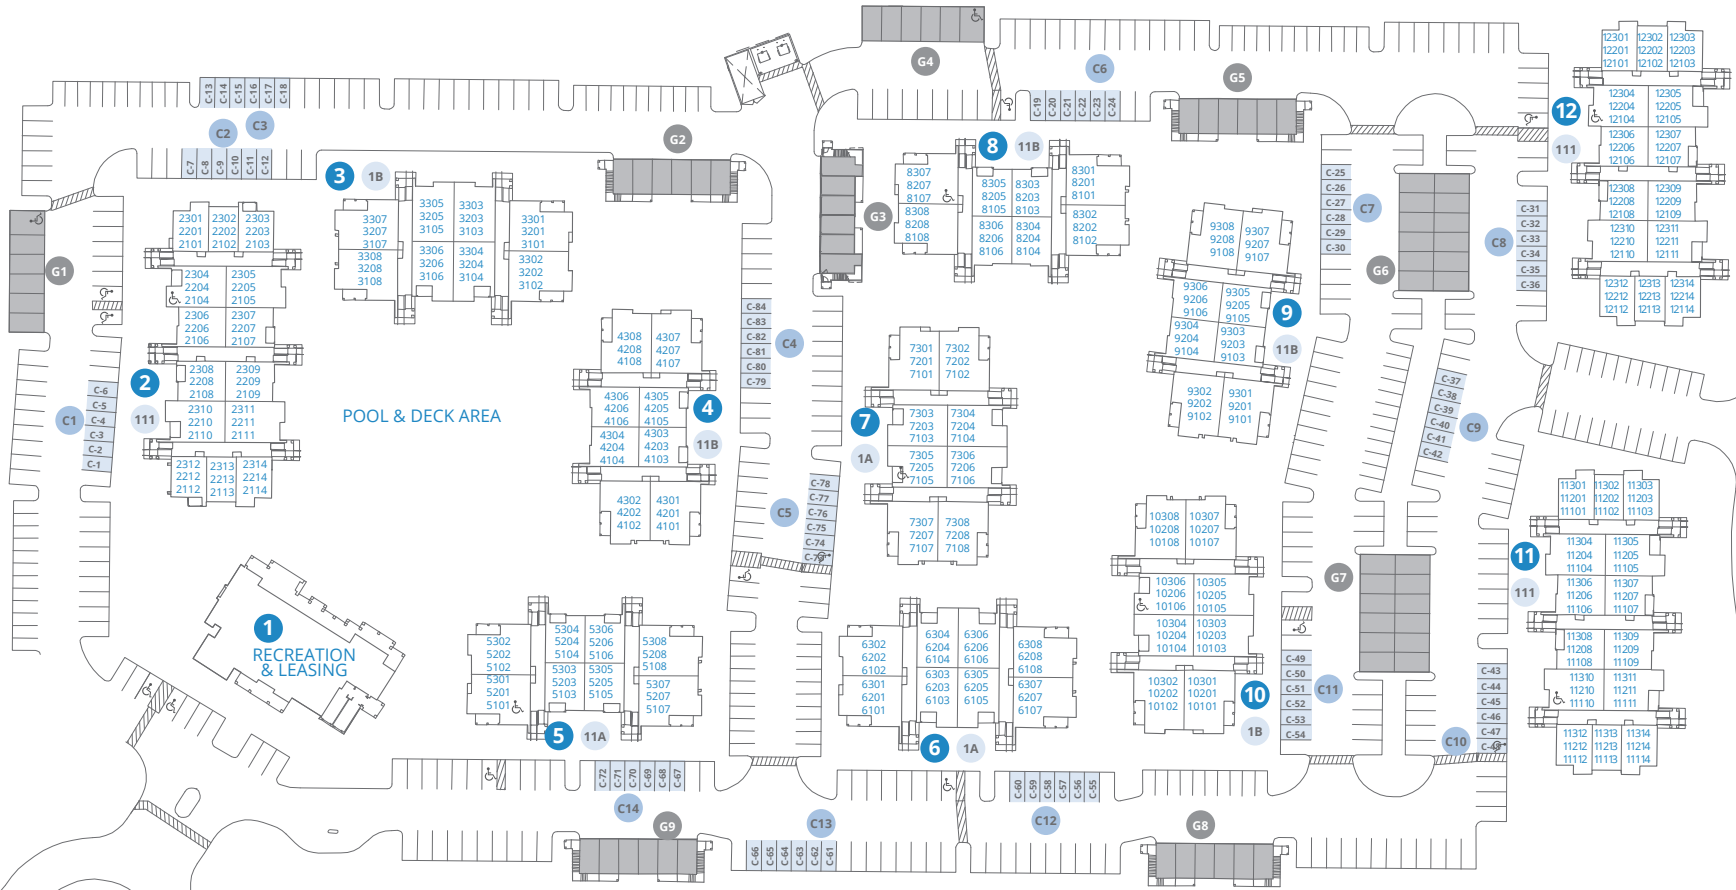 C-13
C-14
C-15
C-16
C-17
C-18
C2
C3
C-7
C-8
C-9
C-10
C-11
C-12
G1
2301 2302 2303
2201 2202 2203
2101 2102 2103
2304 2305
2204 2205
2104 2105
2306 2307
2206 2207
2106 2107
2
111
2308 2309
2208 2209
2108 2109
2310 2311
2210 2211
2110 2111
2312 2313 2314
2212 2213 2214
2112 2113 2114
C1
C-6
C-5
C-4
C-3
C-2
C-1
3
1B
3307 3305 3303 3301
3207 3205 3203 3201
3107 3105 3103 3101
3308 3306 3304 3302
3208 3206 3204 3202
3108 3106 3104 3102
G2
POOL & DECK AREA
4308 4307
4208 4207
4108 4107
4306 4305
4206 4205
4106 4105
4304 4303
4204 4203
4104 4103
4302 4301
4202 4201
4102 4101
4
11B
C-84
C-83
C-82
C-81
C-80
C-79
C4
C5
C-78
C-77
C-76
C-75
C-74
C-73
1
RECREATION
& LEASING
5302 5304 5306 5308
5202 5204 5206 5208
5102 5104 5106 5108
5301 5303 5305 5307
5201 5203 5205 5207
5101 5103 5105 5107
5
11A
C-72
C-71
C-70
C-69
C-68
C-67
C14
G9
C13
C-66
C-65
C-64
C-63
C-62
C-61
G4
C6
G5
C-19
C-20
C-21
C-22
C-23
C-24
G3
8
11B
8307 8305 8303 8301
8207 8205 8203 8201
8107 8105 8103 8101
8308 8306 8304 8302
8208 8206 8204 8202
8108 8106 8104 8102
7
1A
7301 7302
7201 7202
7101 7102
7303 7304
7203 7204
7103 7104
7305 7306
7205 7206
7105 7106
7307 7308
7207 7208
7107 7108
6302 6304 6306 6308
6202 6204 6206 6208
6102 6104 6106 6108
6301 6303 6305 6307
6201 6203 6205 6207
6101 6103 6105 6107
6
1A
C-60
C-59
C-58
C-57
C-56
C-55
C12
G8
9308 9307
9208 9207
9108 9107
9306 9305
9206 9205
9106 9105
9304 9303
9204 9203
9104 9103
9302 9301
9202 9201
9102 9101
9
11B
10308 10307
10208 10207
10108 10107
10306 10305
10206 10205
10106 10105
10304 10303
10204 10203
10104 10103
10302 10301
10202 10201
10102 10101
10
1B
C-25
C-26
C-27
C-28
C-29
C-30
C7
G6
C8
C-31
C-32
C-33
C-34
C-35
C-36
C-37
C-38
C-39
C-40
C-41
C-42
C9
G7
C-49
C-50
C-51
C-52
C-53
C-54
C11
C10
C-43
C-44
C-45
C-46
C-47
C-48
12
111
12301 12302 12303
12201 12202 12203
12101 12102 12103
12304 12305
12204 12205
12104 12105
12306 12307
12206 12207
12106 12107
12308 12309
12208 12209
12108 12109
12310 12311
12210 12211
12110 12111
12312 12313 12314
12212 12213 12214
12112 12113 12114
11
111
11301 11302 11303
11201 11202 11203
11101 11102 11103
11304 11305
11204 11205
11104 11105
11306 11307
11206 11207
11106 11107
11308 11309
11208 11209
11108 11109
11310 11311
11210 11211
11110 11111
11312 11313 11314
11212 11213 11214
11112 11113 11114